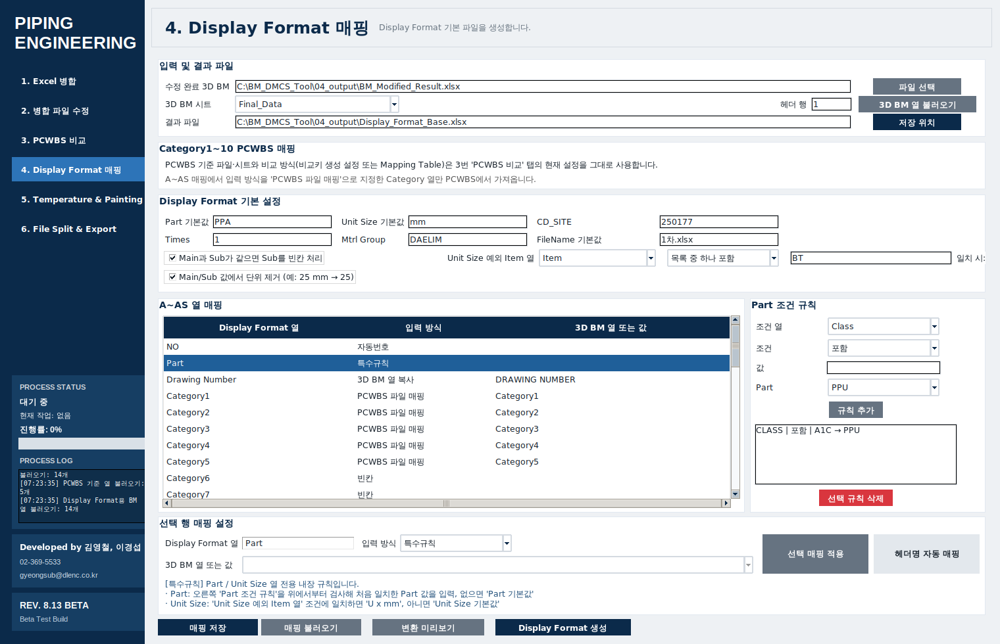 PIPING
ENGINEERING
1. Excel 병합
2. 병합 파일 수정
3. PCWBS 비교
4. Display Format 매핑
5. Temperature & Painting
6. File Split & Export
PROCESS STATUS
대기 중
현재 작업: 없음
진행률: 0%
PROCESS LOG
불러오기: 14개
[07:23:35] PCWBS 기준 열 불러오기:
5개
[07:23:35] Display Format용 BM
열 불러오기: 14개
Developed by 김영철, 이경섭
02-369-5533
gyeongsub@dlenc.co.kr
REV. 8.13 BETA
Beta Test Build
4. Display Format 매핑 Display Format 기본 파일을 생성합니다.
입력 및 결과 파일
수정 완료 3D BM C:\BM_DMCS_Tool\04_output\BM_Modified_Result.xlsx 파일 선택
3D BM 시트 Final_Data 헤더 행 1 3D BM 열 불러오기
결과 파일 C:\BM_DMCS_Tool\04_output\Display_Format_Base.xlsx 저장 위치
Category1~10 PCWBS 매핑
PCWBS 기준 파일·시트와 비교 방식(비교키 생성 설정 또는 Mapping Table)은 3번 'PCWBS 비교' 탭의 현재 설정을 그대로 사용합니다.
A~AS 매핑에서 입력 방식을 'PCWBS 파일 매핑'으로 지정한 Category 열만 PCWBS에서 가져옵니다.
Display Format 기본 설정
Part 기본값 PPA Unit Size 기본값 mm CD_SITE 250177
Times 1 Mtrl Group DAELIM FileName 기본값 1차.xlsx
Main과 Sub가 같으면 Sub를 빈칸 처리 Unit Size 예외 Item 열 Item 목록 중 하나 포함 BT 일치 시:
Main/Sub 값에서 단위 제거 (예: 25 mm → 25)
A~AS 열 매핑
Display Format 열 입력 방식 3D BM 열 또는 값
NO 자동번호
Part 특수규칙
Drawing Number 3D BM 열 복사 DRAWING NUMBER
Category1 PCWBS 파일 매핑 Category1
Category2 PCWBS 파일 매핑 Category2
Category3 PCWBS 파일 매핑 Category3
Category4 PCWBS 파일 매핑 Category4
Category5 PCWBS 파일 매핑 Category5
Category6 빈칸
Category7 빈칸
Part 조건 규칙
조건 열 Class
조건 포함
값
Part PPU
규칙 추가
CLASS | 포함 | A1C → PPU
선택 규칙 삭제
선택 행 매핑 설정
Display Format 열 Part 입력 방식 특수규칙
3D BM 열 또는 값
선택 매핑 적용 헤더명 자동 매핑
[특수규칙] Part / Unit Size 열 전용 내장 규칙입니다.
· Part: 오른쪽 'Part 조건 규칙'을 위에서부터 검사해 처음 일치한 Part 값을 입력, 없으면 'Part 기본값'
· Unit Size: 'Unit Size 예외 Item 열' 조건에 일치하면 'U x mm', 아니면 'Unit Size 기본값'
매핑 저장 매핑 불러오기 변환 미리보기 Display Format 생성